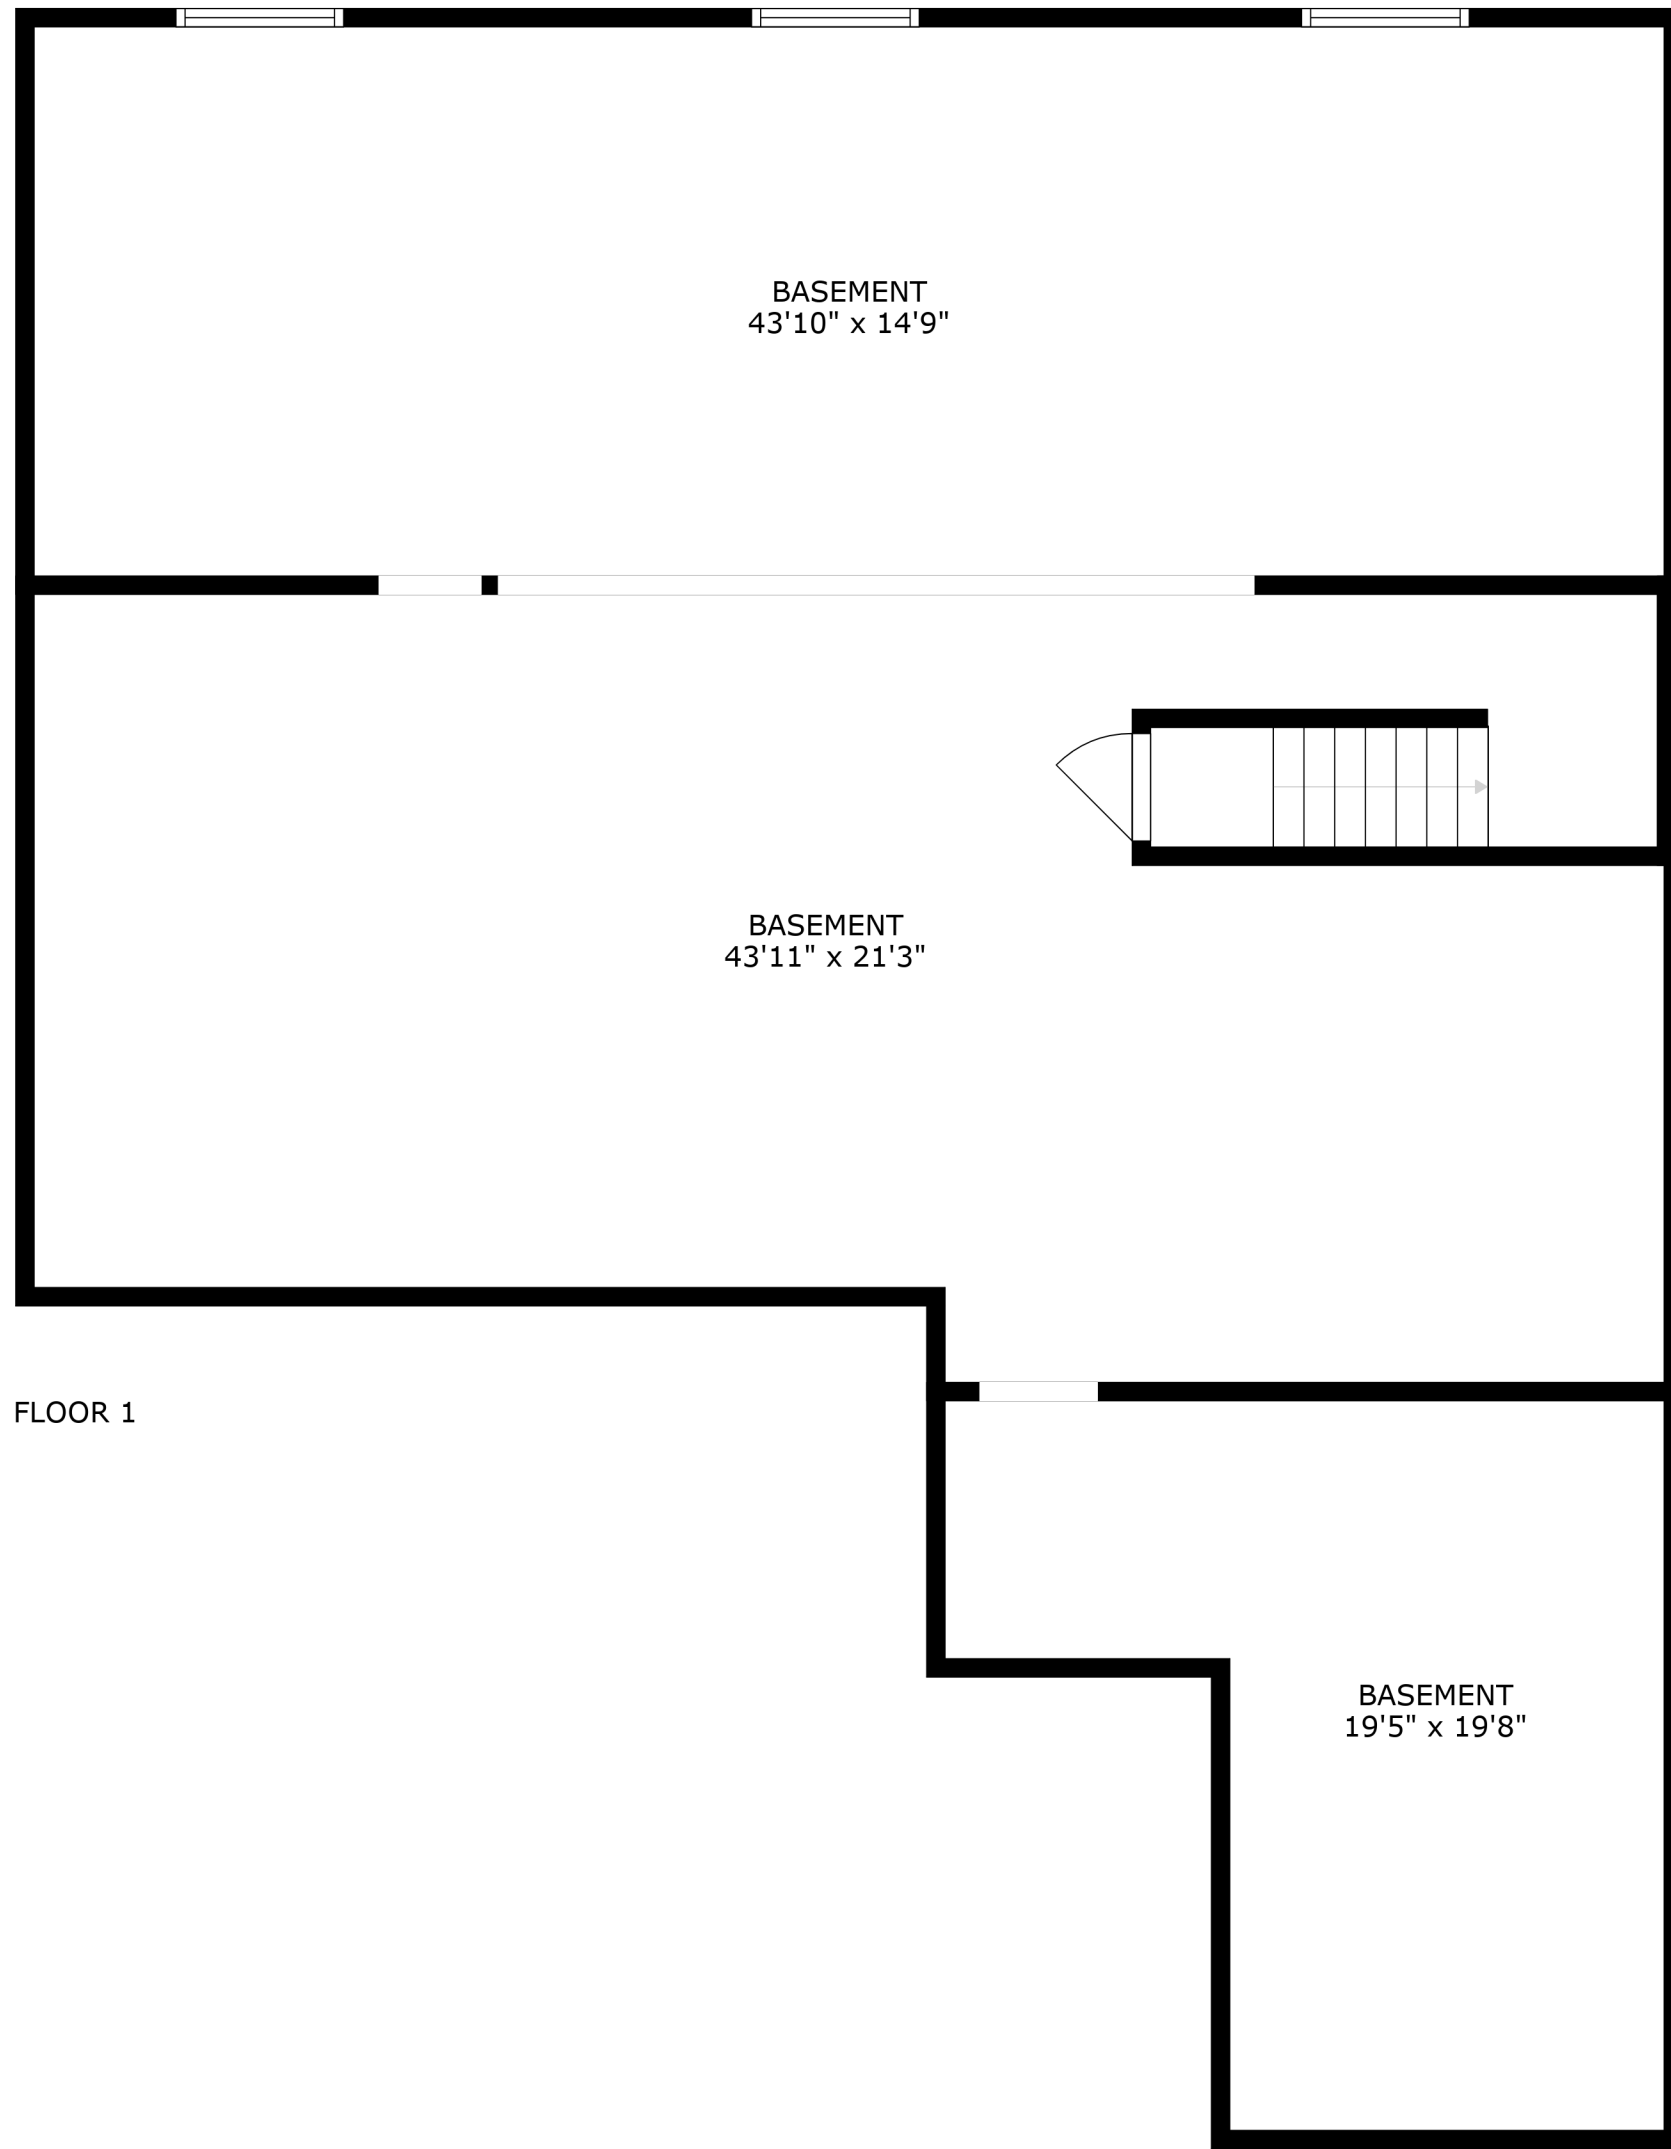 BASEMENT
43'10" x 14'9"
BASEMENT
43'11" x 21'3"
FLOOR 1
BASEMENT
19'5" x 19'8"